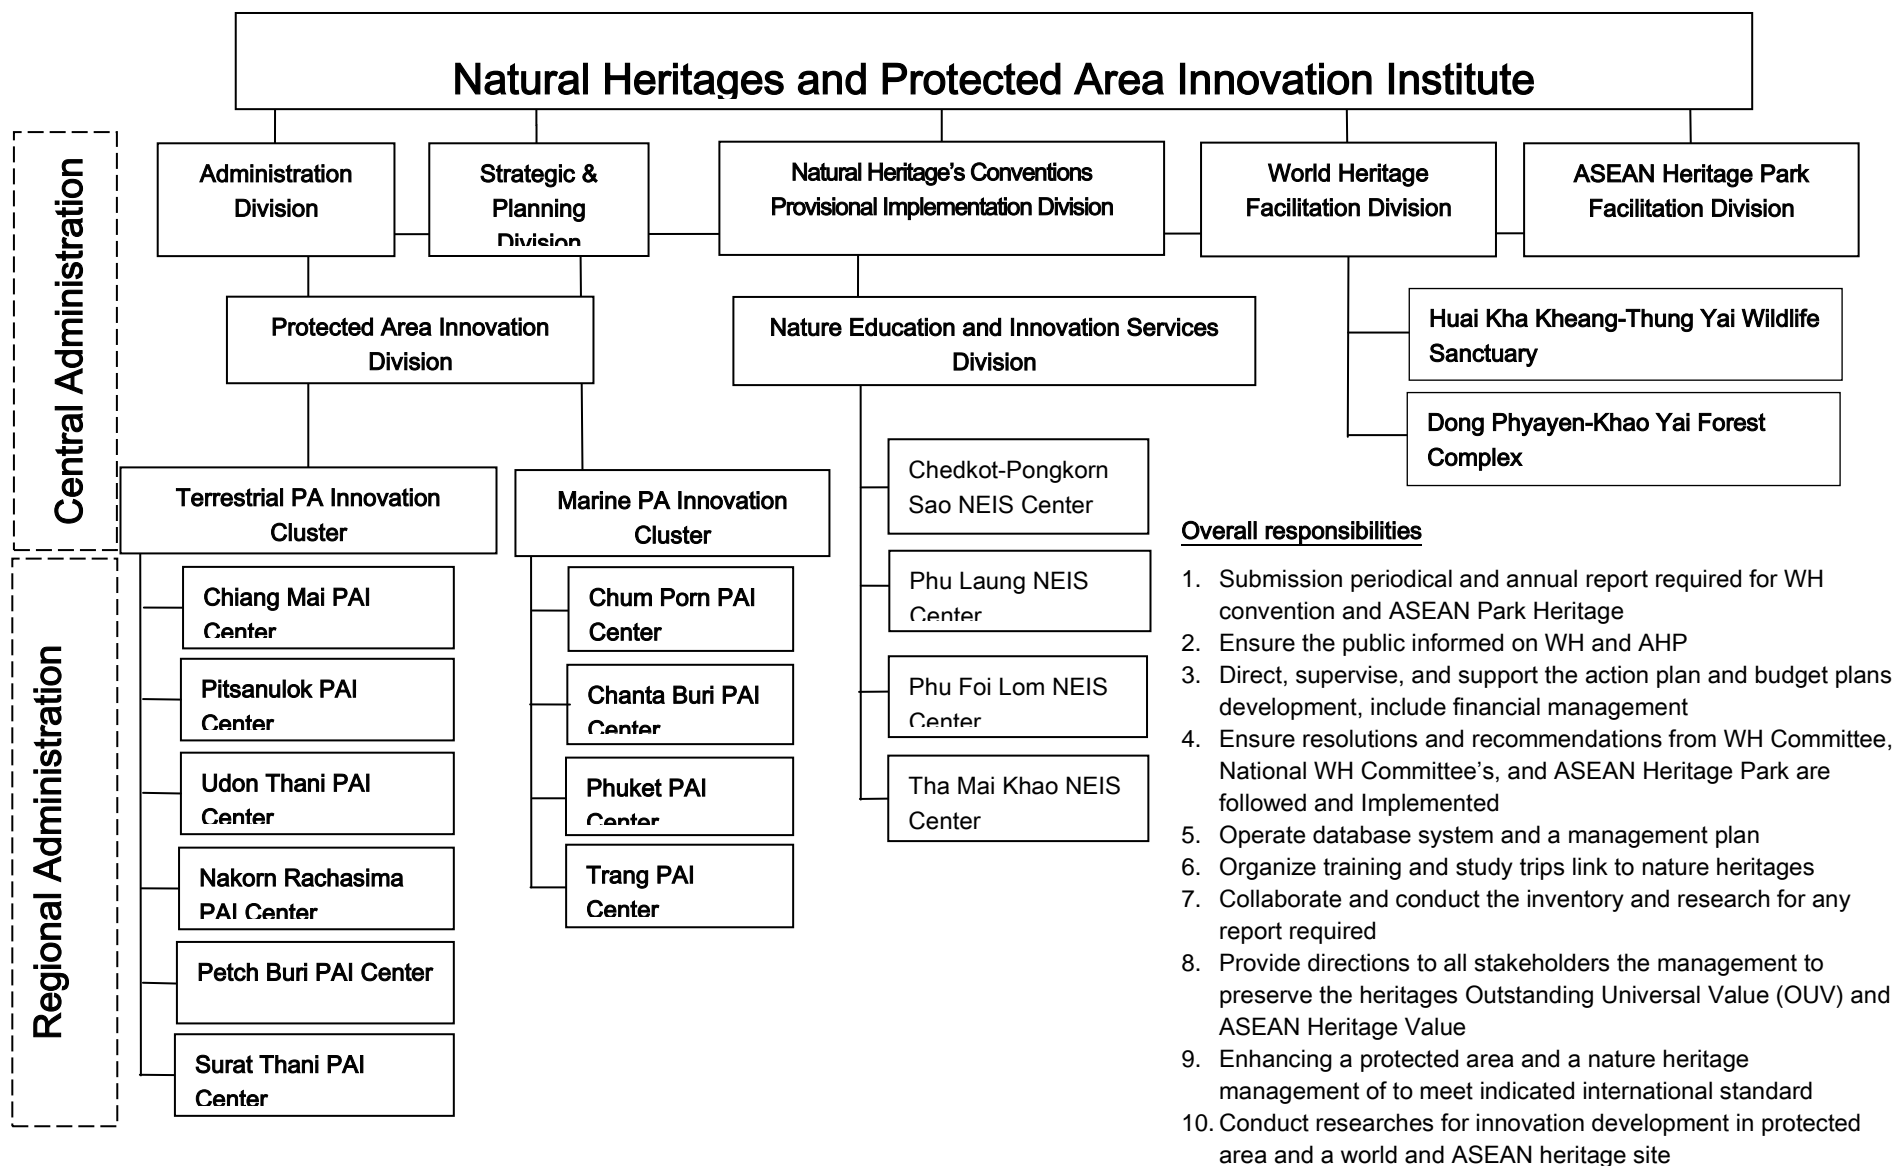 Natural Heritages and Protected Area Innovation Institute
Central Administration
Administration
Division
Strategic &
Planning
Division
Natural Heritage's Conventions
Provisional Implementation Division
World Heritage
Facilitation Division
ASEAN Heritage Park
Facilitation Division
Protected Area Innovation
Division
Nature Education and Innovation Services
Division
Huai Kha Kheang-Thung Yai Wildlife
Sanctuary
Dong Phyayen-Khao Yai Forest
Complex
Terrestrial PA Innovation
Cluster
Marine PA Innovation
Cluster
Regional Administration
Chiang Mai PAI
Center
Pitsanulok PAI
Center
Udon Thani PAI
Center
Nakorn Rachasima
PAI Center
Petch Buri PAI Center
Surat Thani PAI
Center
Chum Porn PAI
Center
Chanta Buri PAI
Center
Phuket PAI
Center
Trang PAI
Center
Chedkot-Pongkorn
Sao NEIS Center
Phu Laung NEIS
Center
Phu Foi Lom NEIS
Center
Tha Mai Khao NEIS
Center
Overall responsibilities
1. Submission periodical and annual report required for WH
convention and ASEAN Park Heritage
2. Ensure the public informed on WH and AHP
3. Direct, supervise, and support the action plan and budget plans
development, include financial management
4. Ensure resolutions and recommendations from WH Committee,
National WH Committee's, and ASEAN Heritage Park are
followed and Implemented
5. Operate database system and a management plan
6. Organize training and study trips link to nature heritages
7. Collaborate and conduct the inventory and research for any
report required
8. Provide directions to all stakeholders the management to
preserve the heritages Outstanding Universal Value (OUV) and
ASEAN Heritage Value
9. Enhancing a protected area and a nature heritage
management of to meet indicated international standard
10. Conduct researches for innovation development in protected
area and a world and ASEAN heritage site